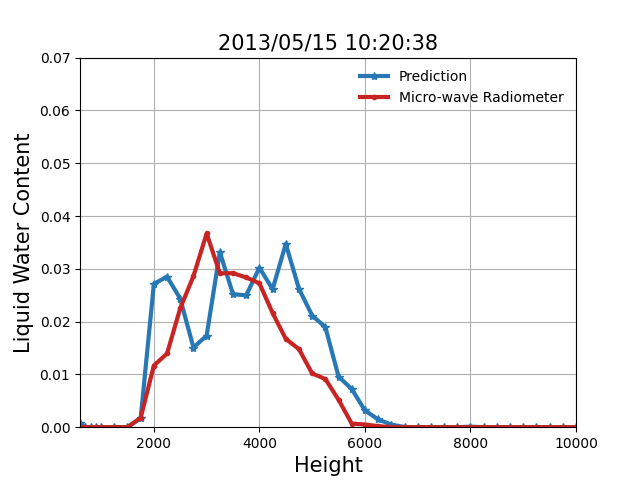 2013/05/15 10:20:38
Prediction
Micro-wave Radiometer
Liquid Water Content
0.07
0.06
0.05
0.04
0.03
0.02
0.01
0.00
2000 4000 6000 8000 10000
Height